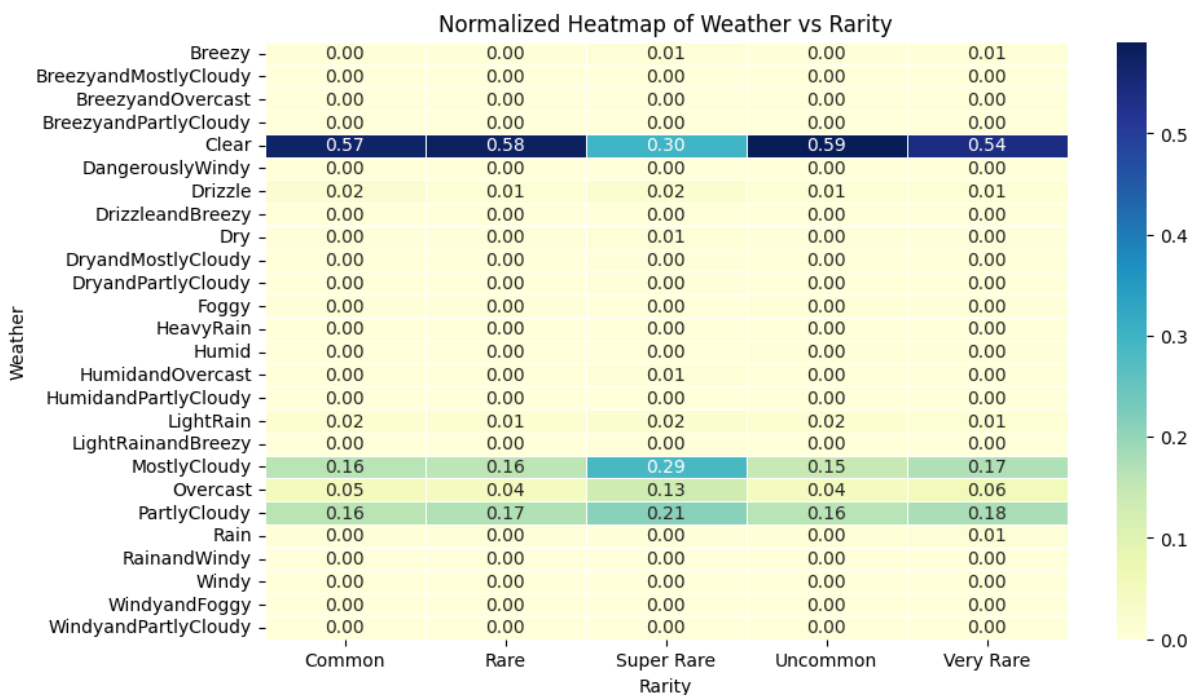 Normalized Heatmap of Weather vs Rarity
Breezy 0.00 0.00 0.01 0.00 0.01
BreezyandMostlyCloudy 0.00 0.00 0.00 0.00 0.00
BreezyandOvercast 0.00 0.00 0.00 0.00 0.00
BreezyandPartlyCloudy 0.00 0.00 0.00 0.00 0.00
Clear 0.57 0.58 0.30 0.59 0.54
DangerouslyWindy 0.00 0.00 0.00 0.00 0.00
Drizzle 0.02 0.01 0.02 0.01 0.01
DrizzleandBreezy 0.00 0.00 0.00 0.00 0.00
Dry 0.00 0.00 0.01 0.00 0.00
DryandMostlyCloudy 0.00 0.00 0.00 0.00 0.00
DryandPartlyCloudy 0.00 0.00 0.00 0.00 0.00
Foggy 0.00 0.00 0.00 0.00 0.00
HeavyRain 0.00 0.00 0.00 0.00 0.00
Humid 0.00 0.00 0.00 0.00 0.00
HumidandOvercast 0.00 0.00 0.01 0.00 0.00
HumidandPartlyCloudy 0.00 0.00 0.00 0.00 0.00
LightRain 0.02 0.01 0.02 0.02 0.01
LightRainandBreezy 0.00 0.00 0.00 0.00 0.00
MostlyCloudy 0.16 0.16 0.29 0.15 0.17
Overcast 0.05 0.04 0.13 0.04 0.06
PartlyCloudy 0.16 0.17 0.21 0.16 0.18
Rain 0.00 0.00 0.00 0.00 0.01
RainandWindy 0.00 0.00 0.00 0.00 0.00
Windy 0.00 0.00 0.00 0.00 0.00
WindyandFoggy 0.00 0.00 0.00 0.00 0.00
WindyandPartlyCloudy 0.00 0.00 0.00 0.00 0.00
Common Rare Super Rare Uncommon Very Rare
Rarity
Weather
0.5
0.4
0.3
0.2
0.1
0.0